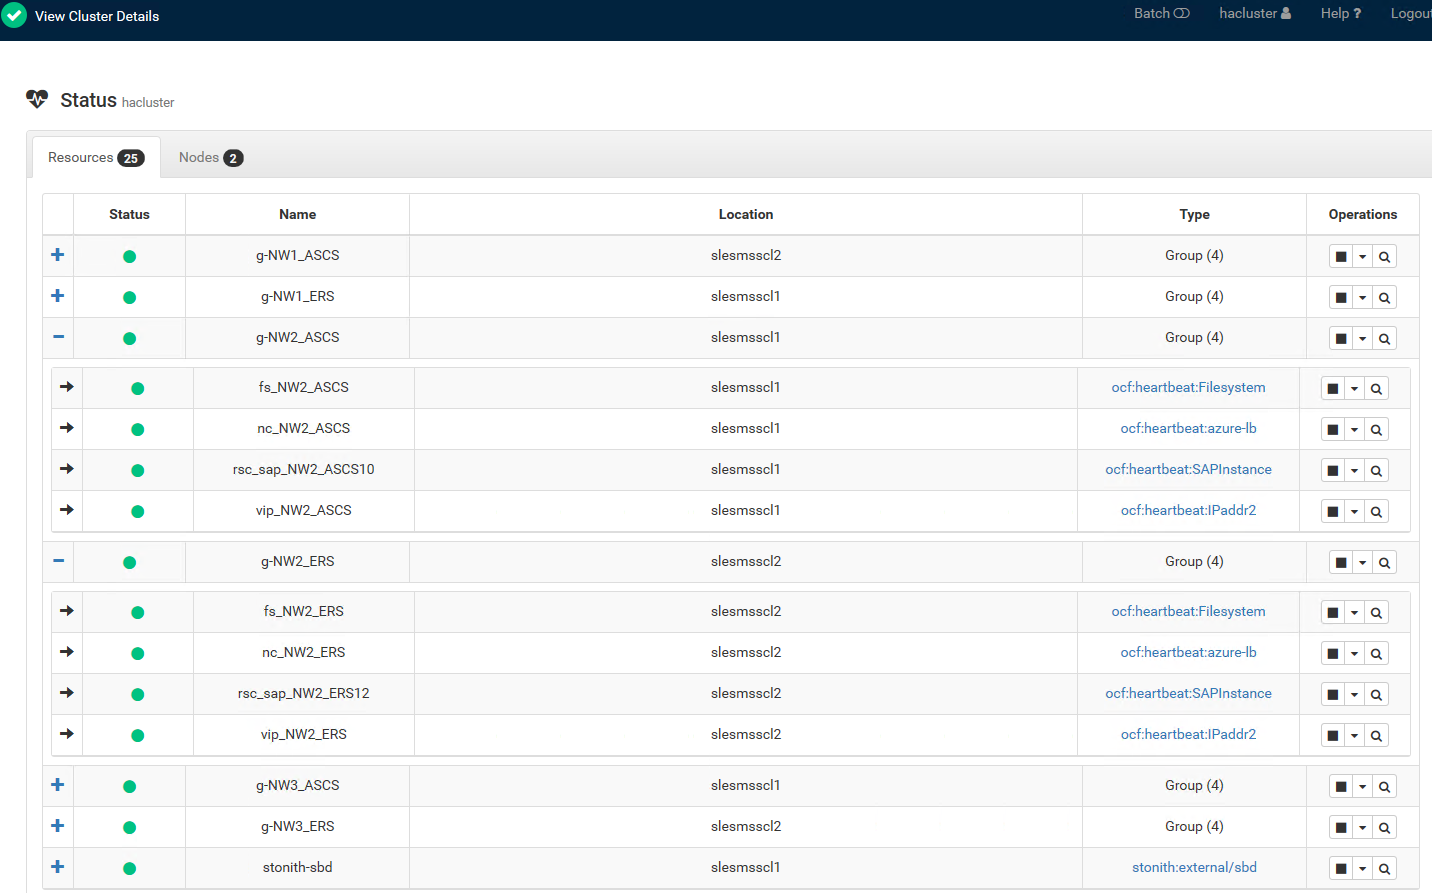 View Cluster Details Batch hacluster Help ? Logout
Status hacluster
Resources 25 Nodes 2
Status Name Location Type Operations
g-NW1_ASCS slesmsscl2 Group (4)
g-NW1_ERS slesmsscl1 Group (4)
g-NW2_ASCS slesmsscl1 Group (4)
fs_NW2_ASCS slesmsscl1 ocf:heartbeat:Filesystem
nc_NW2_ASCS slesmsscl1 ocf:heartbeat:azure-lb
rsc_sap_NW2_ASCS10 slesmsscl1 ocf:heartbeat:SAPInstance
vip_NW2_ASCS slesmsscl1 ocf:heartbeat:IPaddr2
g-NW2_ERS slesmsscl2 Group (4)
fs_NW2_ERS slesmsscl2 ocf:heartbeat:Filesystem
nc_NW2_ERS slesmsscl2 ocf:heartbeat:azure-lb
rsc_sap_NW2_ERS12 slesmsscl2 ocf:heartbeat:SAPInstance
vip_NW2_ERS slesmsscl2 ocf:heartbeat:IPaddr2
g-NW3_ASCS slesmsscl1 Group (4)
g-NW3_ERS slesmsscl2 Group (4)
stonith-sbd slesmsscl1 stonith:external/sbd